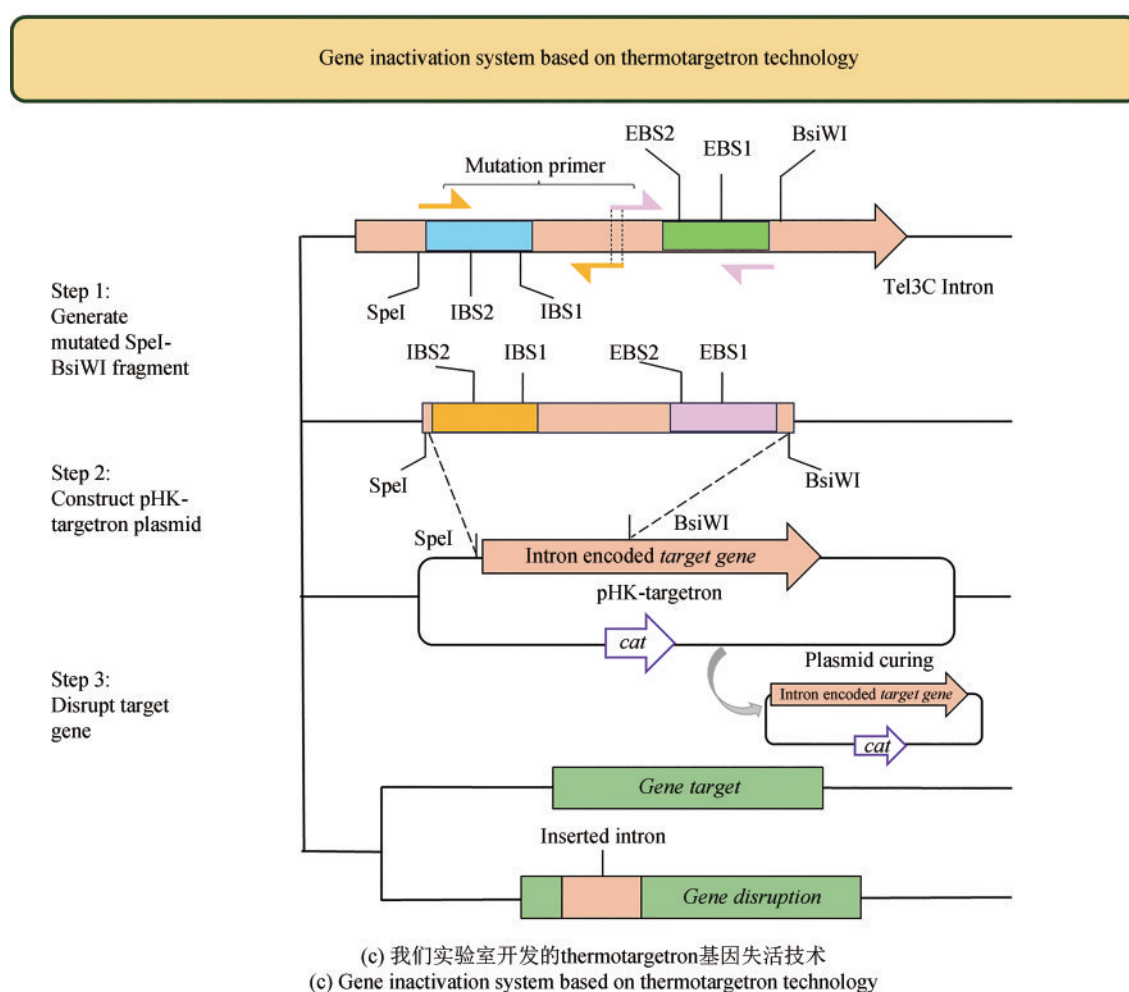 Gene inactivation system based on thermotargetron technology
EBS2
EBS1
BsiWI
Mutation primer
Tel3C Intron
SpeI
IBS2
IBS1
Step 1:
Generate
mutated SpeI-
BsiWI fragment
IBS2
IBS1
EBS2
EBS1
SpeI
BsiWI
Step 2:
Construct pHK-
targetron plasmid
SpeI
BsiWI
Intron encoded target gene
pHK-targetron
cat
Plasmid curing
Intron encoded target gene
cat
Step 3:
Disrupt target
gene
Gene target
Inserted intron
Gene disruption
(c) 我们实验室开发的thermotargetron基因失活技术
(c) Gene inactivation system based on thermotargetron technology